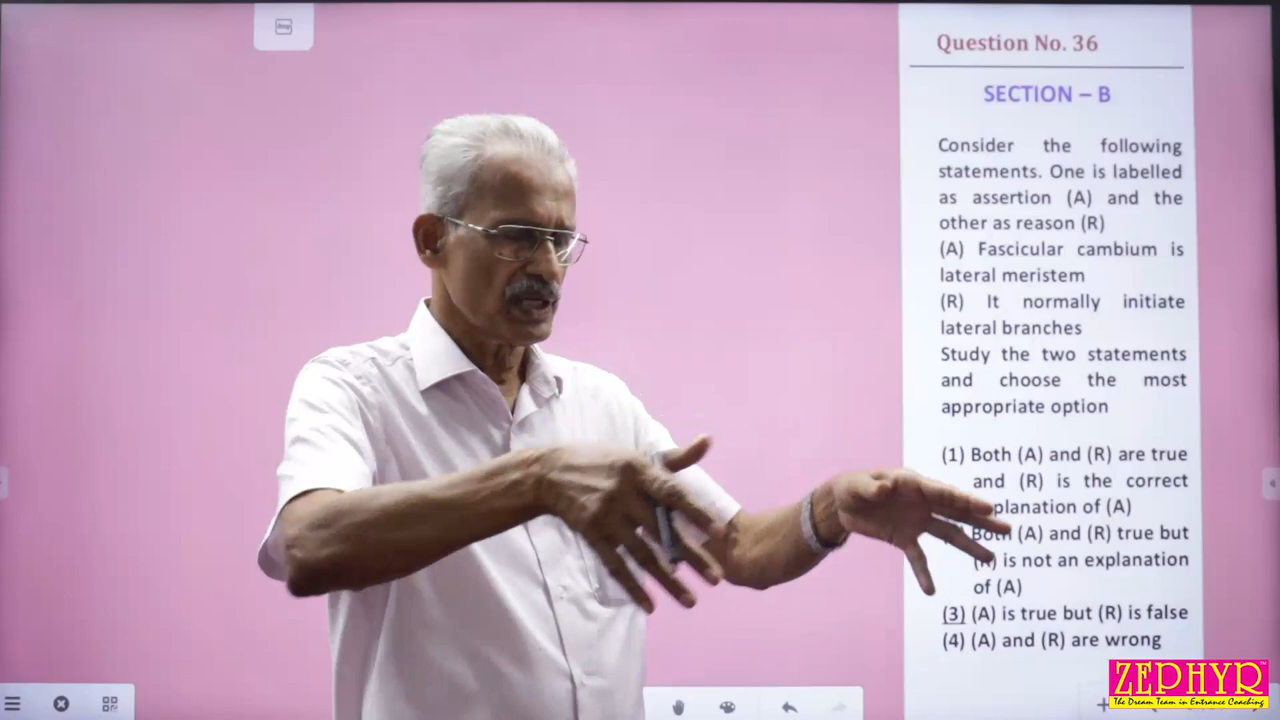 Question No. 36
SECTION – B
Consider the following
statements. One is labelled
as assertion (A) and the
other as reason (R)
(A) Fascicular cambium is
lateral meristem
(R) It normally initiate
lateral branches
Study the two statements
and choose the most
appropriate option
(1) Both (A) and (R) are true
and (R) is the correct
planation of (A)
Both (A) and (R) true but
(R) is not an explanation
of (A)
(3) (A) is true but (R) is false
(4) (A) and (R) are wrong
ZEPHYR™
The Dream Team in Entrance Coaching